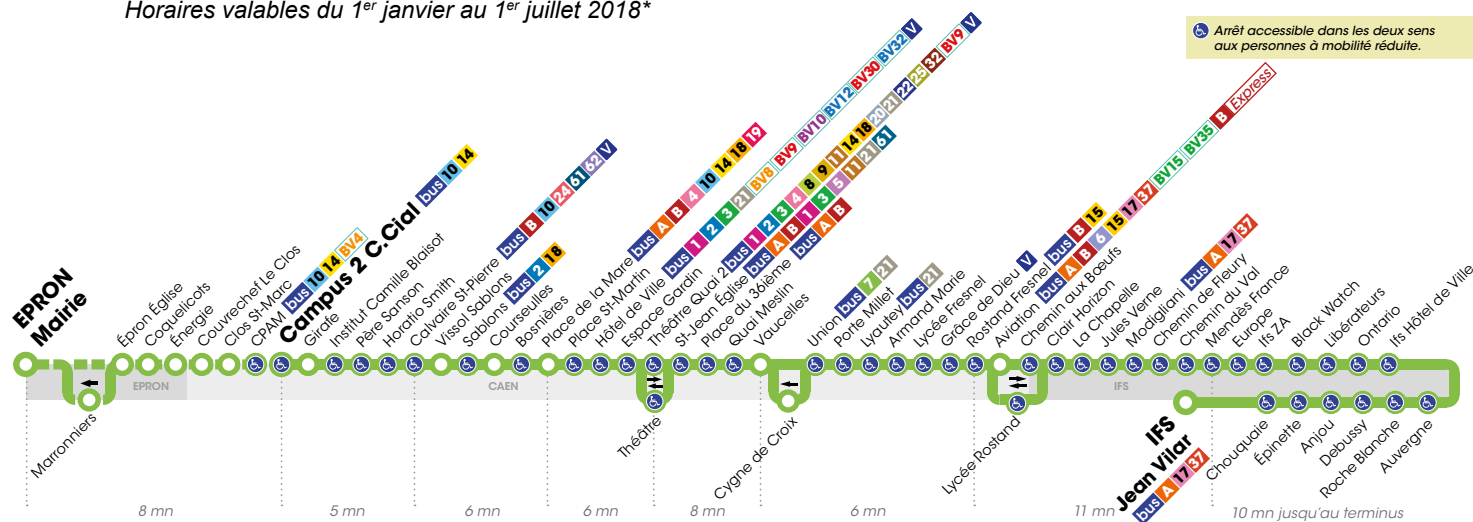 Horaires valables du 1er janvier au 1er juillet 2018*
Arrêt accessible dans les deux sens
aux personnes à mobilité réduite.
EPRON
Mairie
Épron Église
Coquelicots
Énergie
Couvrechef Le Clos
Clos St-Marc
CPAM bus 10 14 BV4
Campus 2 C.Cial bus 10 14
Girafe
Institut Camille Blaisot
Père Sanson
Horatio Smith
Calvaire St-Pierre bus B 10 24 61 62 V
Vissol Sablons
Sablons bus 2 18
Courseulles
Bosnières
Place de la Mare bus A B 4 10 14 18 19
Place St-Martin
Hôtel de Ville bus 1 2 3 21 BV8 BV9 BV10 BV12 BV30 BV32 V
Espace Gardin
Théâtre Quai 2 bus 1 2 3 4 8 9 11 14 18 20 21 22 25 32 BV9 V
St-Jean Église bus A B 1 3 5 11 21 61
Place du 36ième bus A B
Quai Meslin
Vaucelles
Union bus 7 21
Porte Millet
Lyautey bus 21
Armand Marie
Lycée Fresnel
Grâce de Dieu V
Rostand Fresnel bus B 15
Aviation bus A B 6 15 17 37 BV15 BV35 B Express
Chemin aux Bœufs
Clair Horizon
La Chapelle
Jules Verne
Modigliani bus A 17 37
Chemin de Fleury
Chemin du Val
Mendès France
Europe
Ifs ZA
Black Watch
Libérateurs
Ontario
Ifs Hôtel de Ville
EPRON
CAEN
IFS
Marronniers
Théâtre
Cygne de Croix
Lycée Rostand
IFS
Jean Vilar
bus A 17 37
Chouquaie
Épinette
Anjou
Debussy
Roche Blanche
Auvergne
8 mn
5 mn
6 mn
6 mn
8 mn
6 mn
11 mn
10 mn jusqu'au terminus